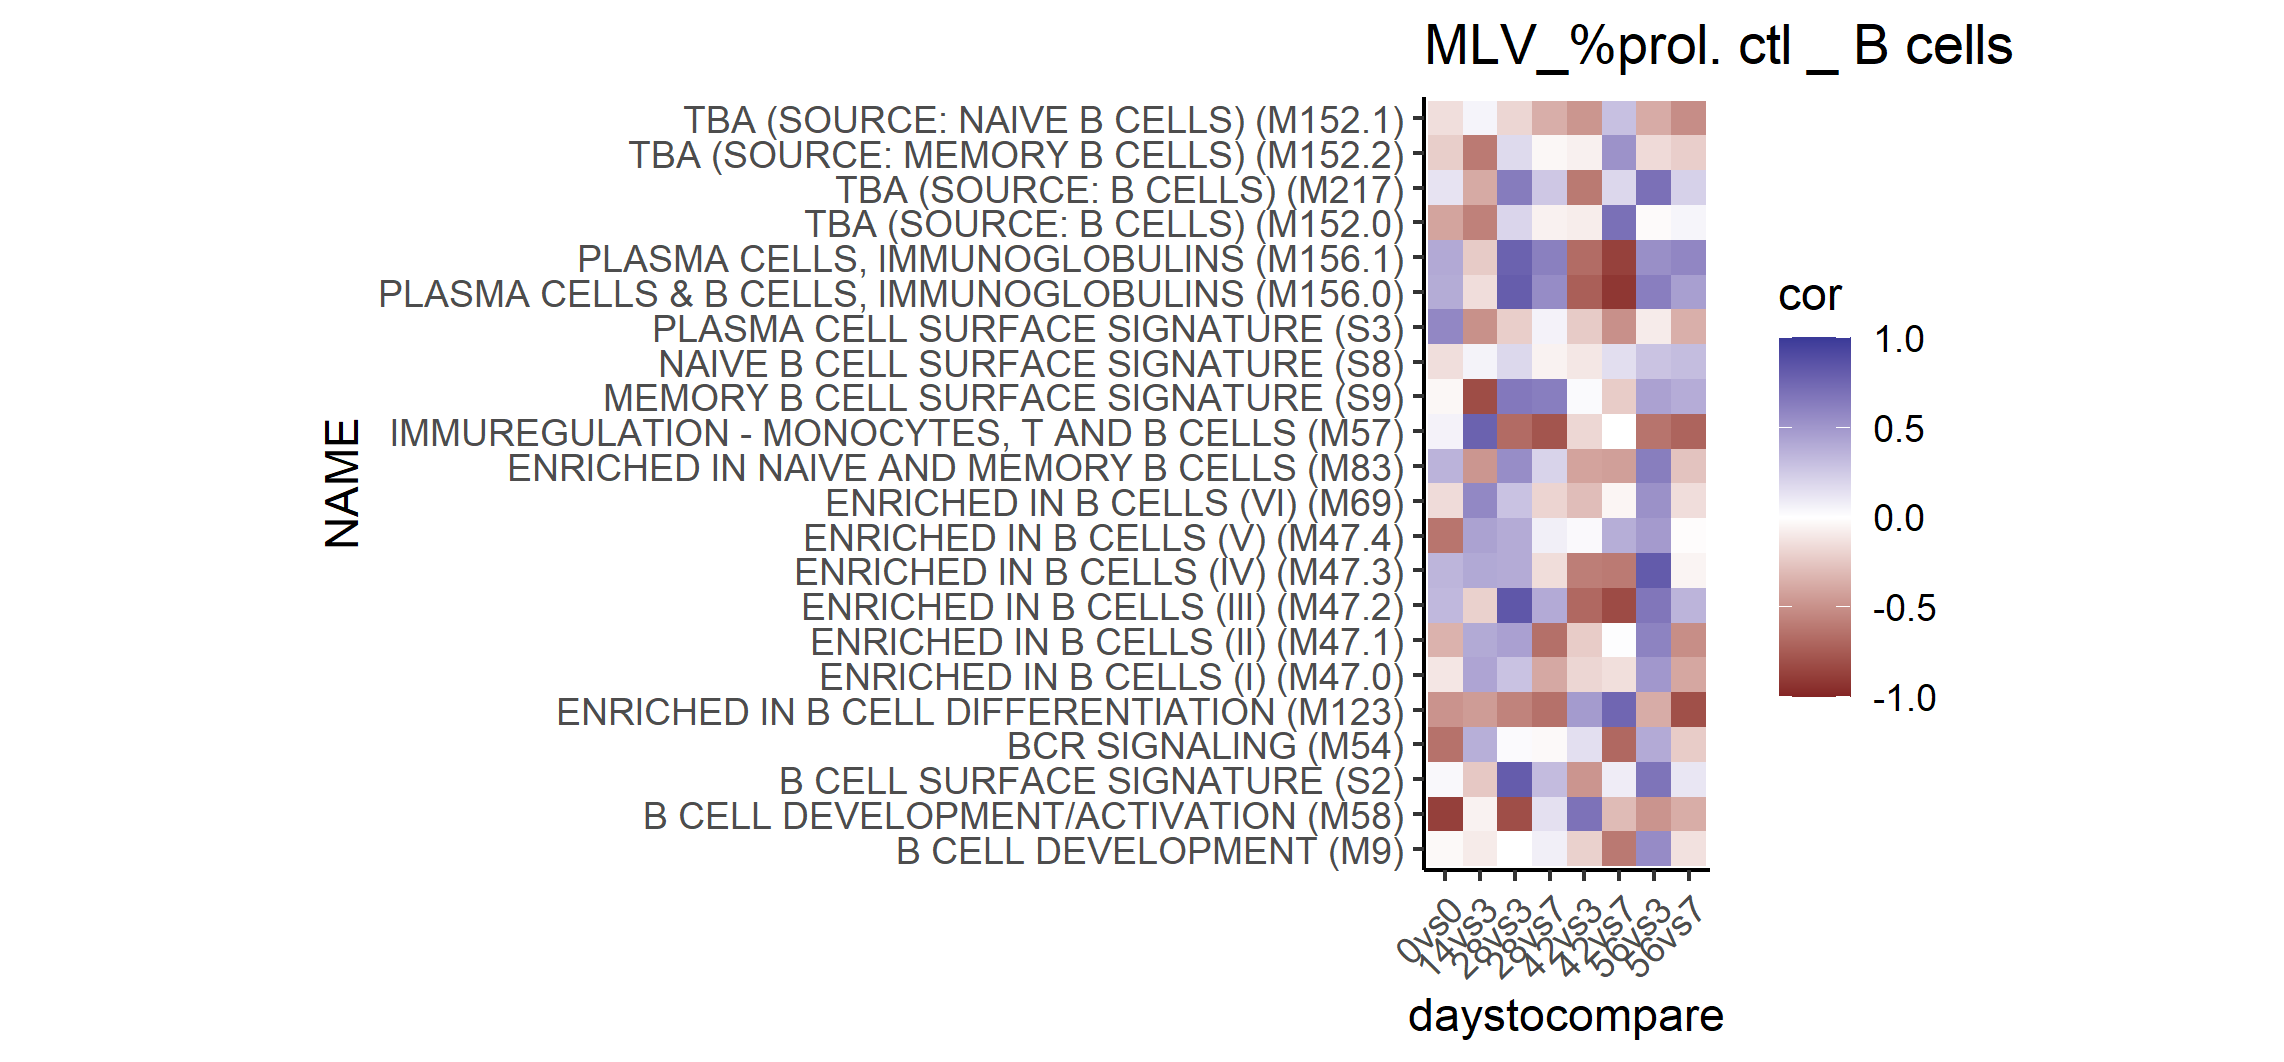 MLV_%prol. ctl _ B cells
TBA (SOURCE: NAIVE B CELLS) (M152.1)
TBA (SOURCE: MEMORY B CELLS) (M152.2)
TBA (SOURCE: B CELLS) (M217)
TBA (SOURCE: B CELLS) (M152.0)
PLASMA CELLS, IMMUNOGLOBULINS (M156.1)
PLASMA CELLS & B CELLS, IMMUNOGLOBULINS (M156.0)
PLASMA CELL SURFACE SIGNATURE (S3)
NAIVE B CELL SURFACE SIGNATURE (S8)
MEMORY B CELL SURFACE SIGNATURE (S9)
IMMUREGULATION - MONOCYTES, T AND B CELLS (M57)
ENRICHED IN NAIVE AND MEMORY B CELLS (M83)
ENRICHED IN B CELLS (VI) (M69)
ENRICHED IN B CELLS (V) (M47.4)
ENRICHED IN B CELLS (IV) (M47.3)
ENRICHED IN B CELLS (III) (M47.2)
ENRICHED IN B CELLS (II) (M47.1)
ENRICHED IN B CELLS (I) (M47.0)
ENRICHED IN B CELL DIFFERENTIATION (M123)
BCR SIGNALING (M54)
B CELL SURFACE SIGNATURE (S2)
B CELL DEVELOPMENT/ACTIVATION (M58)
B CELL DEVELOPMENT (M9)
NAME
0vs0
14vs3
28vs3
28vs7
42vs3
42vs7
56vs3
56vs7
daystocompare
cor
1.0
0.5
0.0
-0.5
-1.0